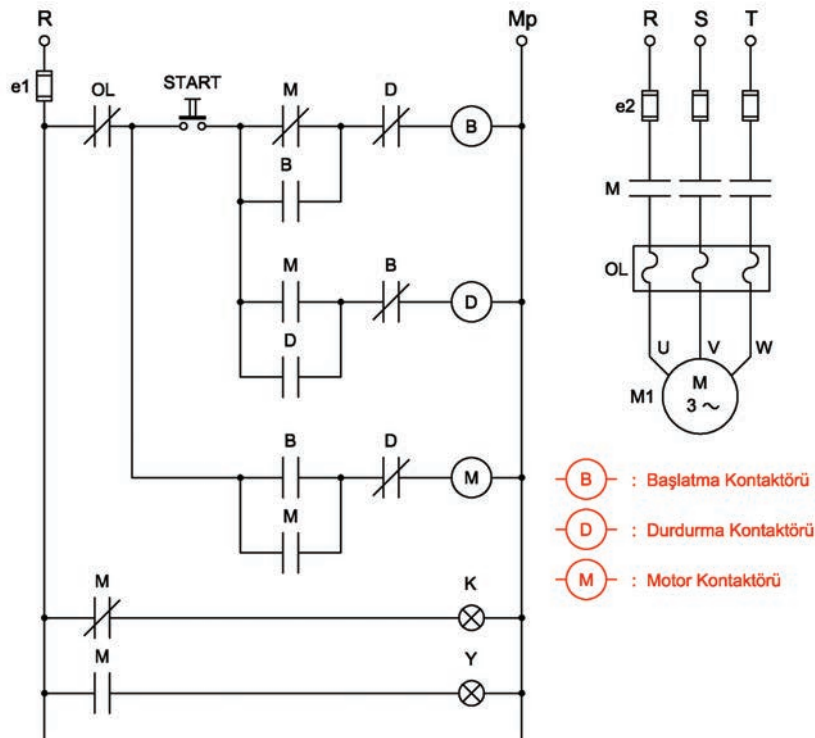 R Mp R S T
e1 OL START M D
B
e2
B
M
M B
D
OL
D
U V W
M1 M
3 ~
B D
M
M
B : Başlatma Kontaktörü
D : Durdurma Kontaktörü
M : Motor Kontaktörü
M K
M Y